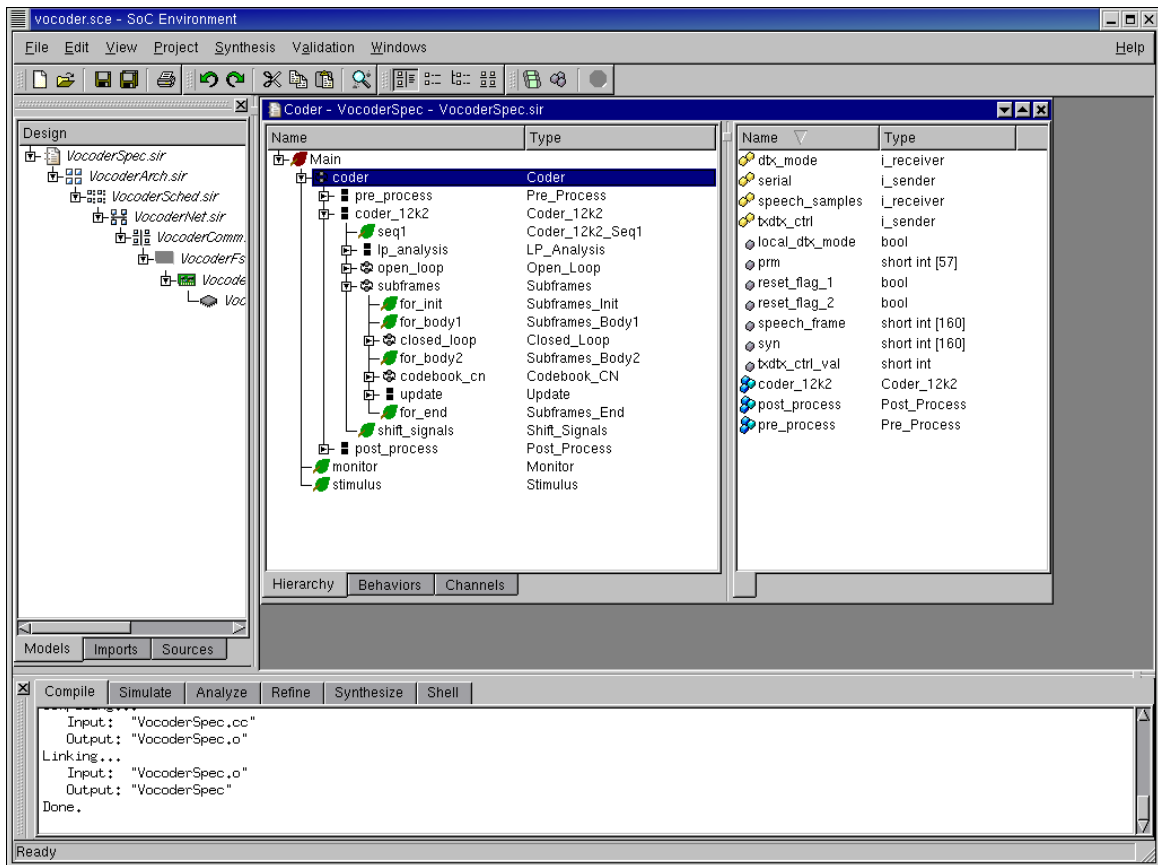 vocoder.sce - SoC Environment
File Edit View Project Synthesis Validation Windows Help
Design
VocoderSpec.sir
VocoderArch.sir
VocoderSched.sir
VocoderNet.sir
VocoderComm.
VocoderFs
Vocode
Voc
Models Imports Sources
Coder - VocoderSpec - VocoderSpec.sir
Name Type
Main
coder Coder
pre_process Pre_Process
coder_12k2 Coder_12k2
seq1 Coder_12k2_Seq1
lp_analysis LP_Analysis
open_loop Open_Loop
subframes Subframes
for_init Subframes_Init
for_body1 Subframes_Body1
closed_loop Closed_Loop
for_body2 Subframes_Body2
codebook_cn Codebook_CN
update Update
for_end Subframes_End
shift_signals Shift_Signals
post_process Post_Process
monitor Monitor
stimulus Stimulus
Hierarchy Behaviors Channels
Name Type
dtx_mode i_receiver
serial i_sender
speech_samples i_receiver
txdtx_ctrl i_sender
local_dtx_mode bool
prm short int [57]
reset_flag_1 bool
reset_flag_2 bool
speech_frame short int [160]
syn short int [160]
txdtx_ctrl_val short int
coder_12k2 Coder_12k2
post_process Post_Process
pre_process Pre_Process
Compile Simulate Analyze Refine Synthesize Shell
Input: "VocoderSpec.cc"
Output: "VocoderSpec.o"
Linking...
Input: "VocoderSpec.o"
Output: "VocoderSpec"
Done.
Ready